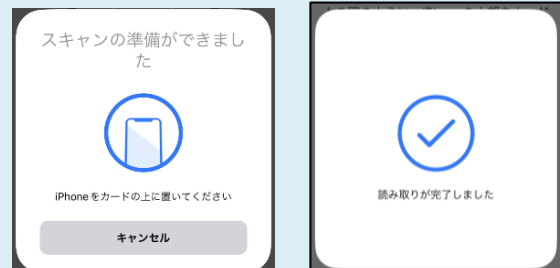 スキャンの準備ができまし
た
iPhoneをカードの上に置いてください
キャンセル
読み取りが完了しました